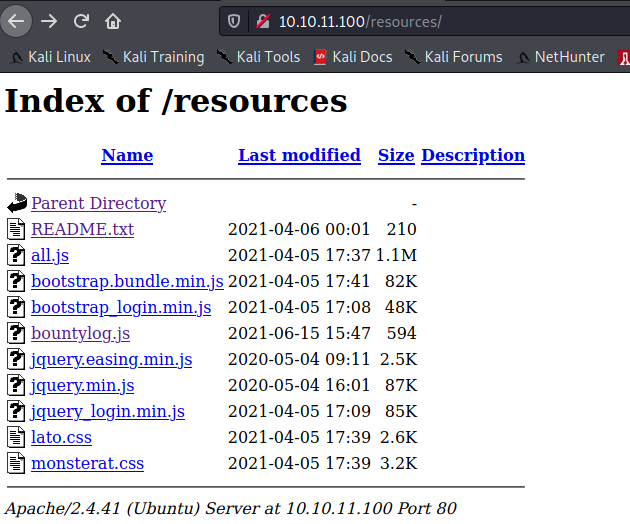 10.10.11.100/resources/
Kali Linux Kali Training Kali Tools Kali Docs Kali Forums NetHunter
Index of /resources
Name Last modified Size Description
Parent Directory -
README.txt 2021-04-06 00:01 210
all.js 2021-04-05 17:37 1.1M
bootstrap.bundle.min.js 2021-04-05 17:41 82K
bootstrap_login.min.js 2021-04-05 17:08 48K
bountylog.js 2021-06-15 15:47 594
jquery.easing.min.js 2020-05-04 09:11 2.5K
jquery.min.js 2020-05-04 16:01 87K
jquery_login.min.js 2021-04-05 17:09 85K
lato.css 2021-04-05 17:39 2.6K
monsterat.css 2021-04-05 17:39 3.2K
Apache/2.4.41 (Ubuntu) Server at 10.10.11.100 Port 80